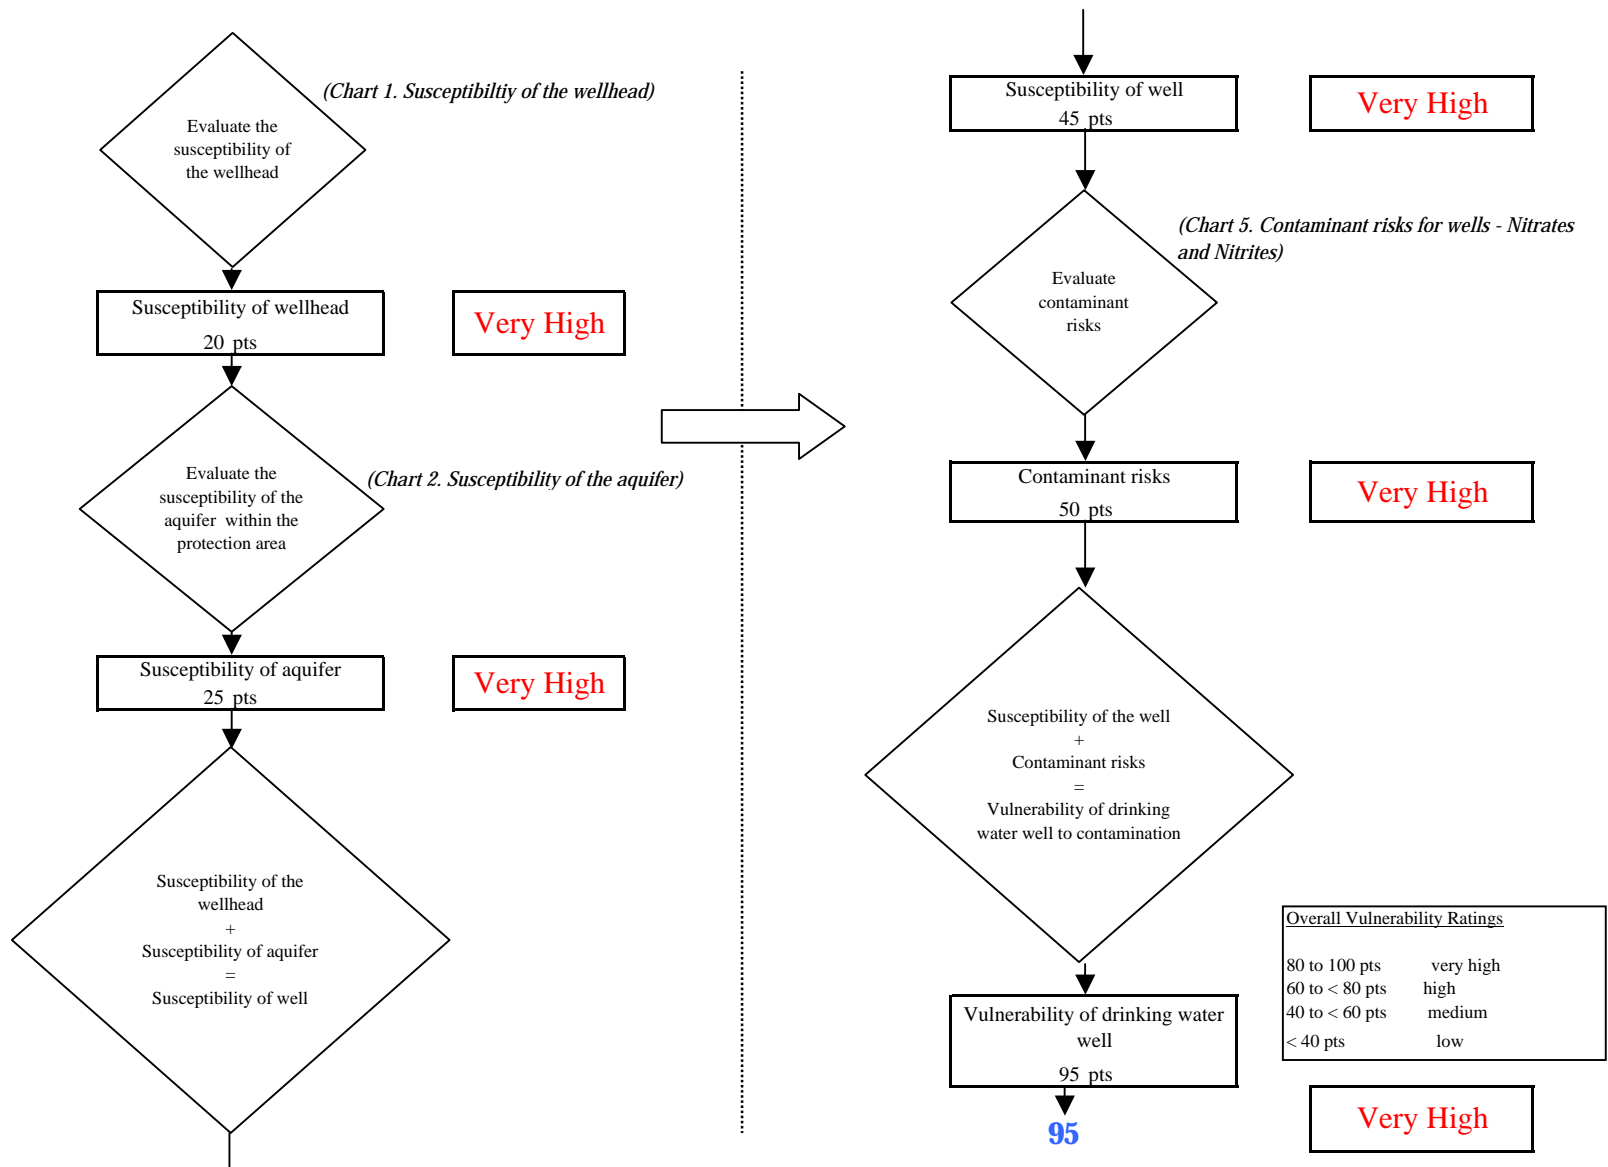 (Chart 1. Susceptibiltiy of the wellhead)
Evaluate the
susceptibility of
the wellhead
Susceptibility of wellhead
20 pts
Very High
(Chart 2. Susceptibility of the aquifer)
Evaluate the
susceptibility of the
aquifer within the
protection area
Susceptibility of aquifer
25 pts
Very High
Susceptibility of the
wellhead
+
Susceptibility of aquifer
=
Susceptibility of well
Susceptibility of well
45 pts
Very High
(Chart 5. Contaminant risks for wells - Nitrates
and Nitrites)
Evaluate
contaminant
risks
Contaminant risks
50 pts
Very High
Susceptibility of the well
+
Contaminant risks
=
Vulnerability of drinking
water well to contamination
Overall Vulnerability Ratings
80 to 100 pts very high
60 to < 80 pts high
40 to < 60 pts medium
< 40 pts low
Vulnerability of drinking water
well
95 pts
95
Very High